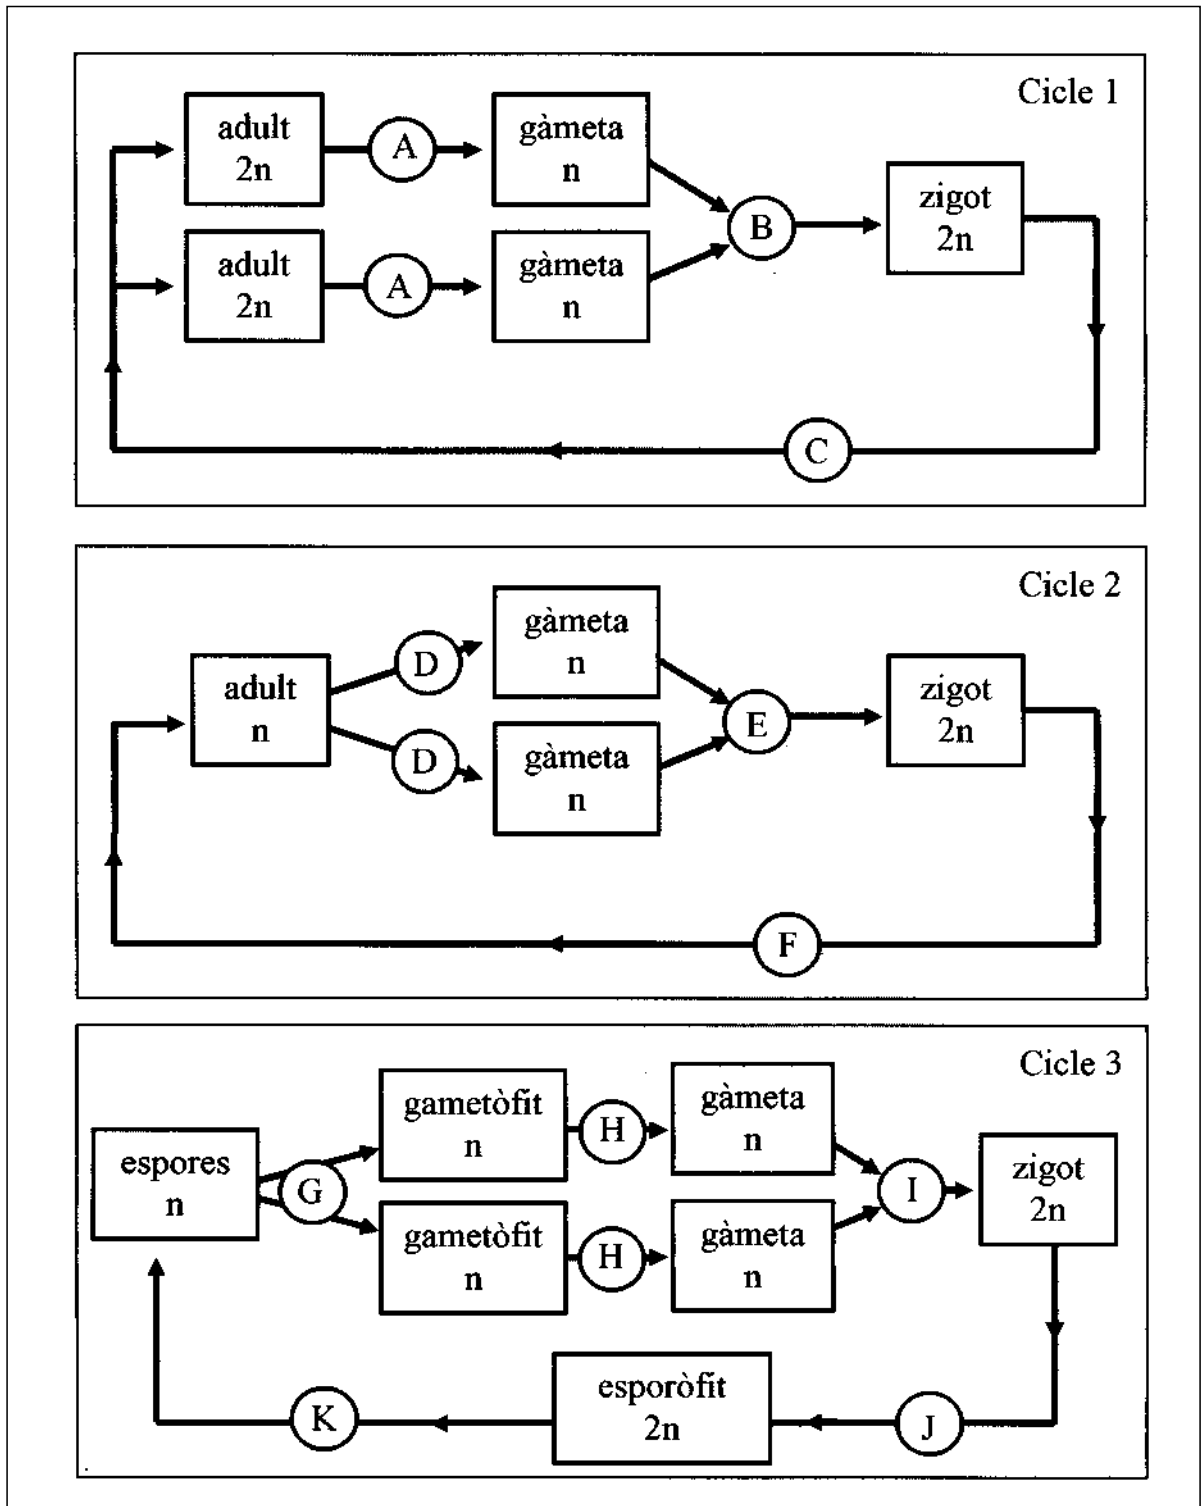 Cicle 1
adult
2n
A
gàmeta
n
adult
2n
A
gàmeta
n
B
zigot
2n
C
Cicle 2
adult
n
D
gàmeta
n
D
gàmeta
n
E
zigot
2n
F
Cicle 3
espores
n
G
gametòfit
n
H
gàmeta
n
gametòfit
n
H
gàmeta
n
I
zigot
2n
J
esporòfit
2n
K